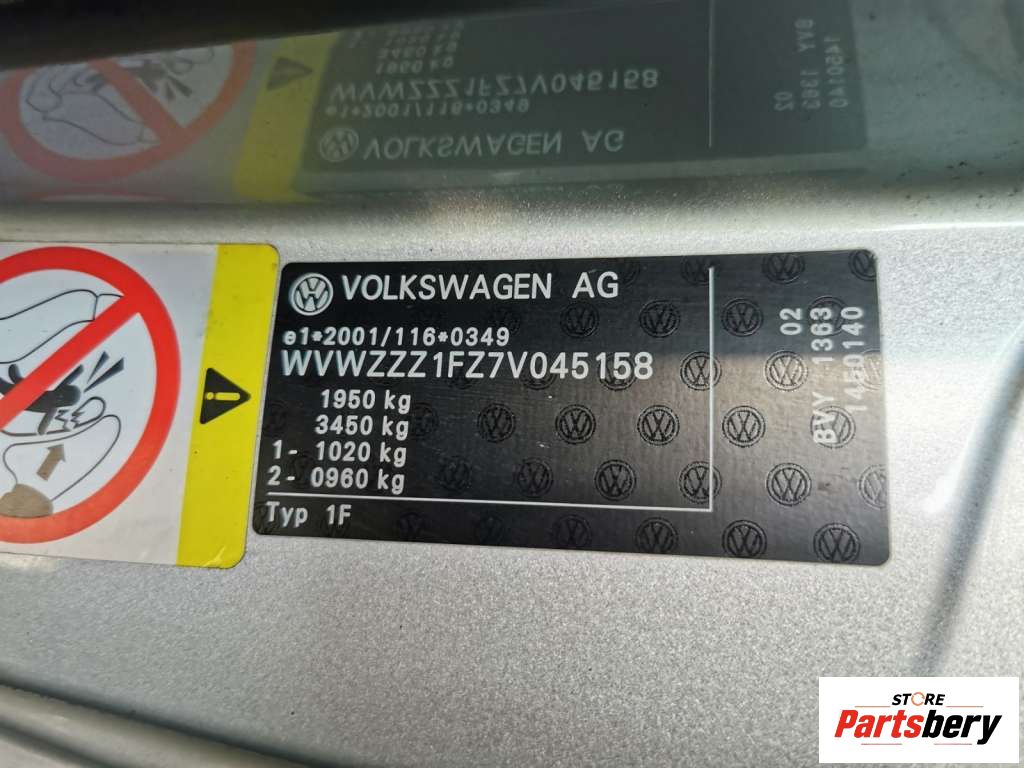 VOLKSWAGEN AG
e1*2001/116*0349
WVWZZZ1FZ7V045158
1950 kg
3450 kg
1- 1020 kg
2- 0960 kg
Typ 1F
02
BVY 1363
STORE
Partsbery